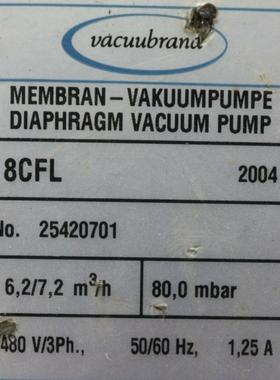 vacuubrand
MEMBRAN – VAKUUMPUMPE
DIAPHRAGM VACUUM PUMP
8CFL 2004
No. 25420701
6,2/7,2 m³/h 80,0 mbar
480 V/3Ph., 50/60 Hz, 1,25 A